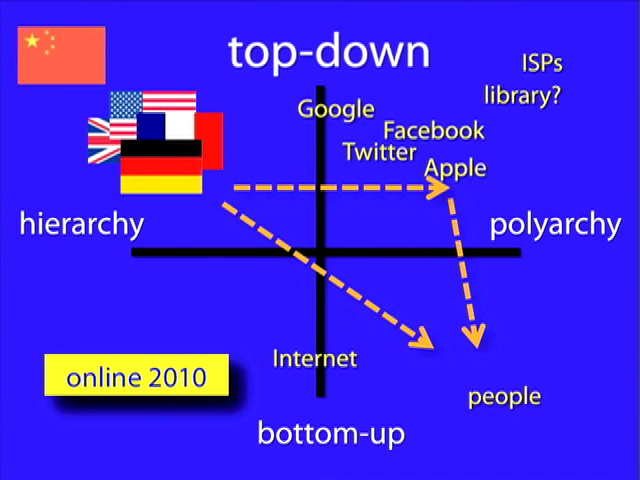 top-down
ISPs
library?
Google
Facebook
Twitter
Apple
hierarchy
polyarchy
Internet
online 2010
people
bottom-up